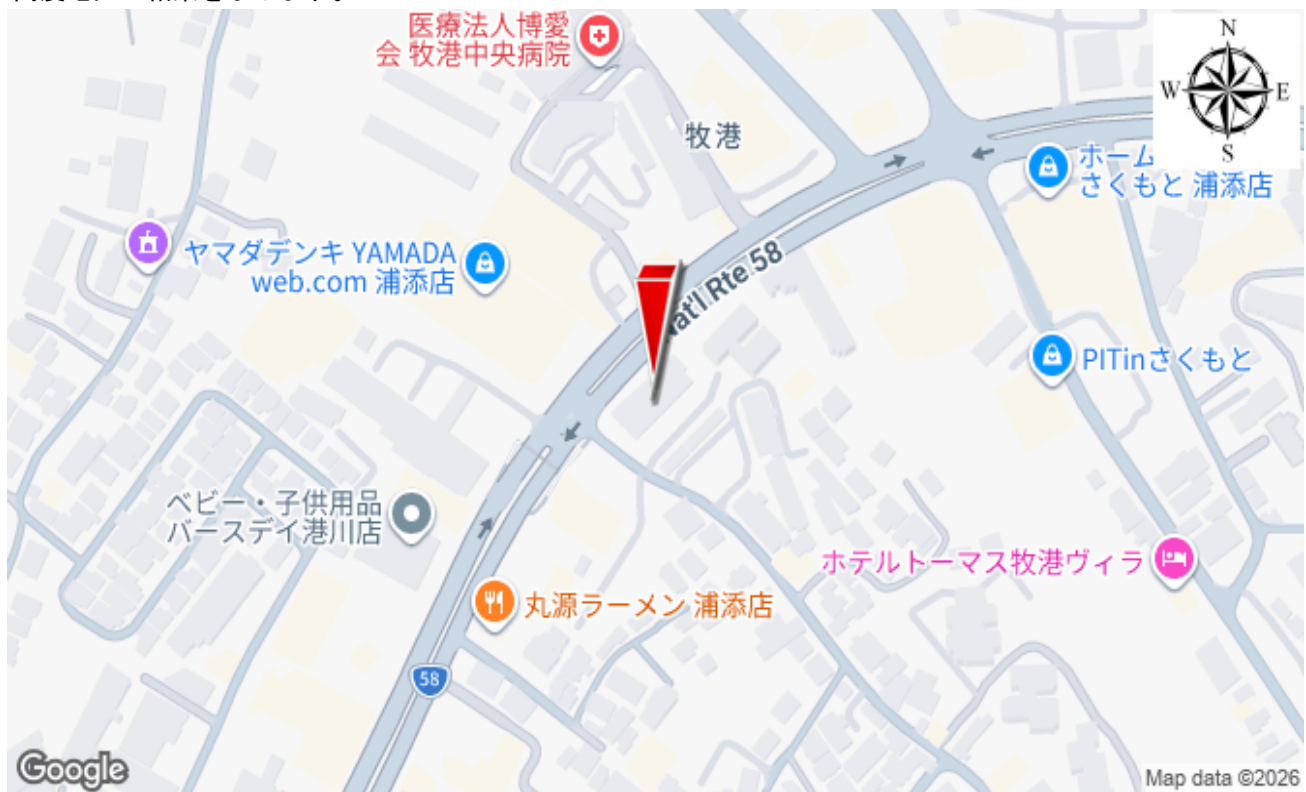 医療法人博愛
会 牧港中央病院
N
W
E
S
牧港
ホーム
さくもと 浦添店
ヤマダデンキ YAMADA
web.com 浦添店
Nat'l Rte 58
PITinさくもと
ベビー・子供用品
バースデイ港川店
ホテルトーマス牧港ヴィラ
丸源ラーメン 浦添店
58
Google
Map data ©2026